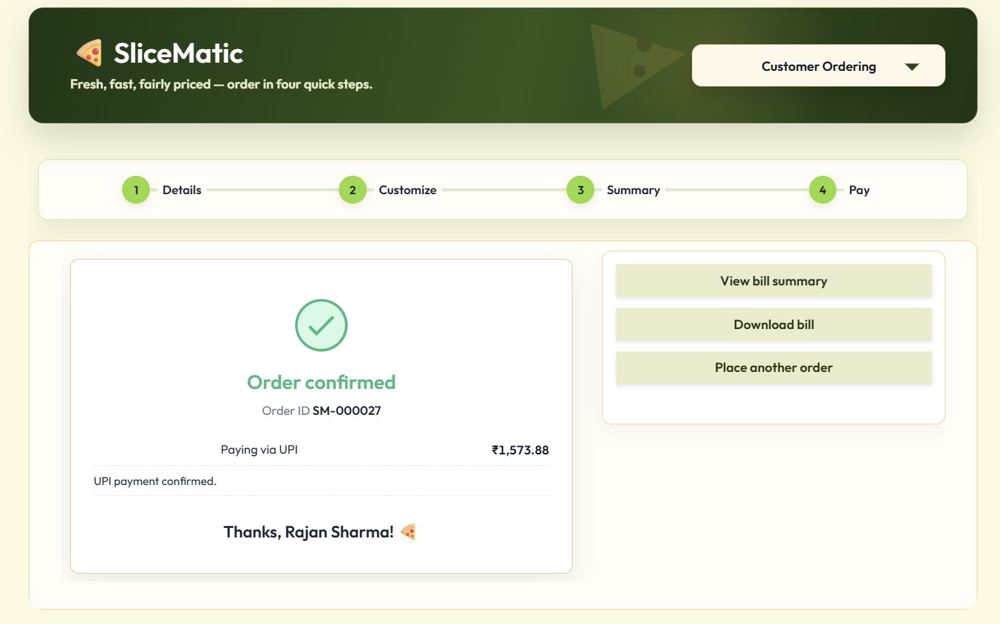 SliceMatic
Fresh, fast, fairly priced — order in four quick steps.
Customer Ordering
1 Details 2 Customize 3 Summary 4 Pay
Order confirmed
Order ID SM-000027
Paying via UPI ₹1,573.88
UPI payment confirmed.
Thanks, Rajan Sharma!
View bill summary
Download bill
Place another order